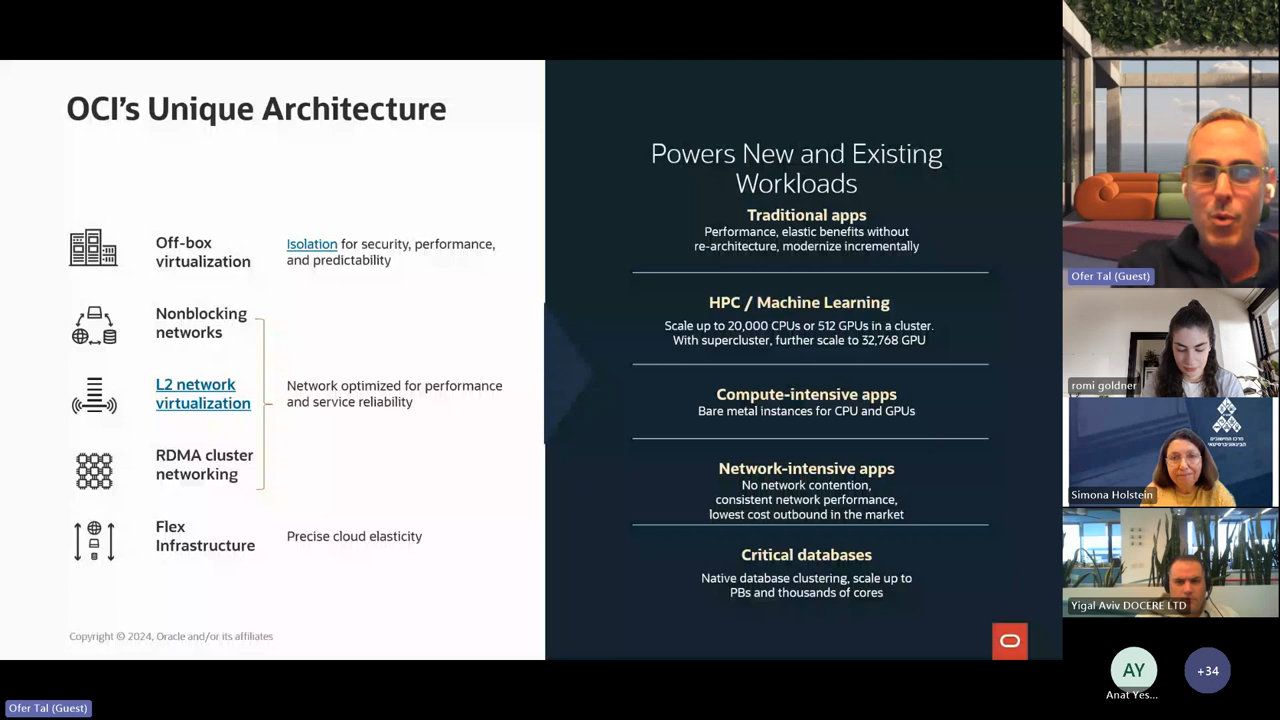 OCI's Unique Architecture
Off-box
virtualization
Isolation for security, performance,
and predictability
Nonblocking
networks
L2 network
virtualization
Network optimized for performance
and service reliability
RDMA cluster
networking
Flex
Infrastructure
Precise cloud elasticity
Copyright © 2024, Oracle and/or its affiliates
Powers New and Existing
Workloads
Traditional apps
Performance, elastic benefits without
re-architecture, modernize incrementally
HPC / Machine Learning
Scale up to 20,000 CPUs or 512 GPUs in a cluster.
With supercluster, further scale to 32,768 GPU
Compute-intensive apps
Bare metal instances for CPU and GPUs
Network-intensive apps
No network contention,
consistent network performance,
lowest cost outbound in the market
Critical databases
Native database clustering, scale up to
PBs and thousands of cores
Ofer Tal (Guest)
romi goldner
מרכז החישובים
הבינאוניברסיטאי
Simona Holstein
Yigal Aviv DOCERE LTD
AY
Anat Yes...
+34
Ofer Tal (Guest)